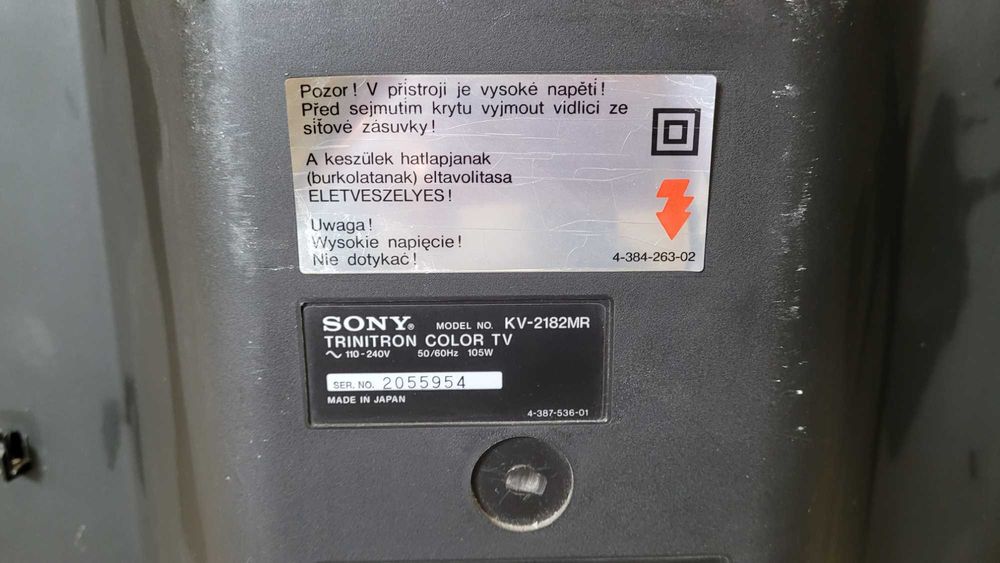 Pozor! V přistroji je vysoké napěti!
Před sejmutim krytu vyjmout vidlici ze
síťové zásuvky!
A keszülek hatlapjanak
(burkolatanak) eltavolitasa
ELETVESZELYES!
Uwaga!
Wysokie napięcie!
Nie dotykać!
4-384-263-02
SONY® MODEL NO. KV-2182MR
TRINITRON COLOR TV
~ 110-240V 50/60Hz 105W
SER. NO. 2055954
MADE IN JAPAN
4-387-536-01